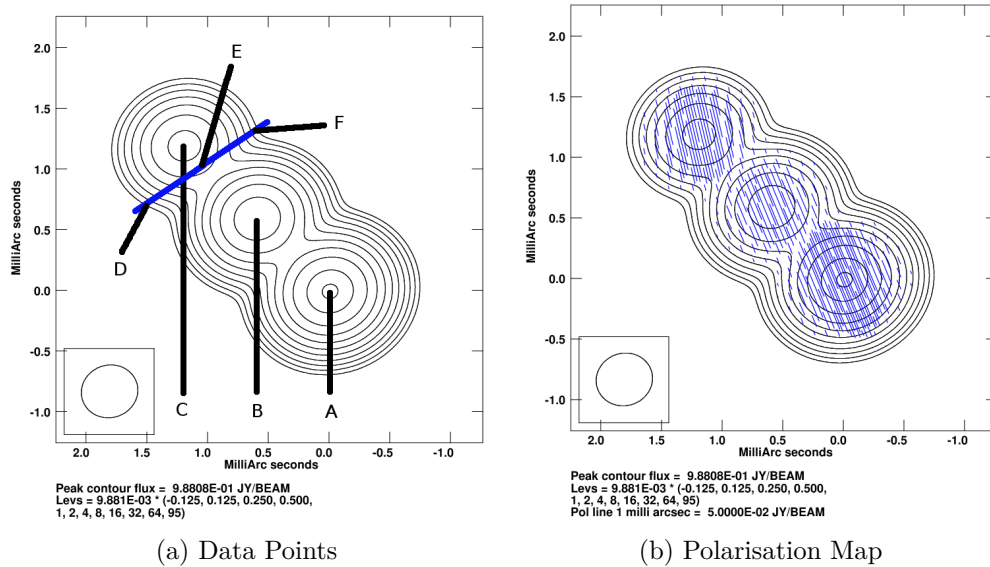 E
F
D
C
B
A
MilliArc seconds
2.0
1.5
1.0
0.5
0.0
-0.5
-1.0
2.0 1.5 1.0 0.5 0.0 -0.5 -1.0
MilliArc seconds
Peak contour flux = 9.8808E-01 JY/BEAM
Levs = 9.881E-03 * (-0.125, 0.125, 0.250, 0.500,
1, 2, 4, 8, 16, 32, 64, 95)
(a) Data Points
MilliArc seconds
2.0
1.5
1.0
0.5
0.0
-0.5
-1.0
2.0 1.5 1.0 0.5 0.0 -0.5 -1.0
MilliArc seconds
Peak contour flux = 9.8808E-01 JY/BEAM
Levs = 9.881E-03 * (-0.125, 0.125, 0.250, 0.500,
1, 2, 4, 8, 16, 32, 64, 95)
Pol line 1 milli arcsec = 5.0000E-02 JY/BEAM
(b) Polarisation Map